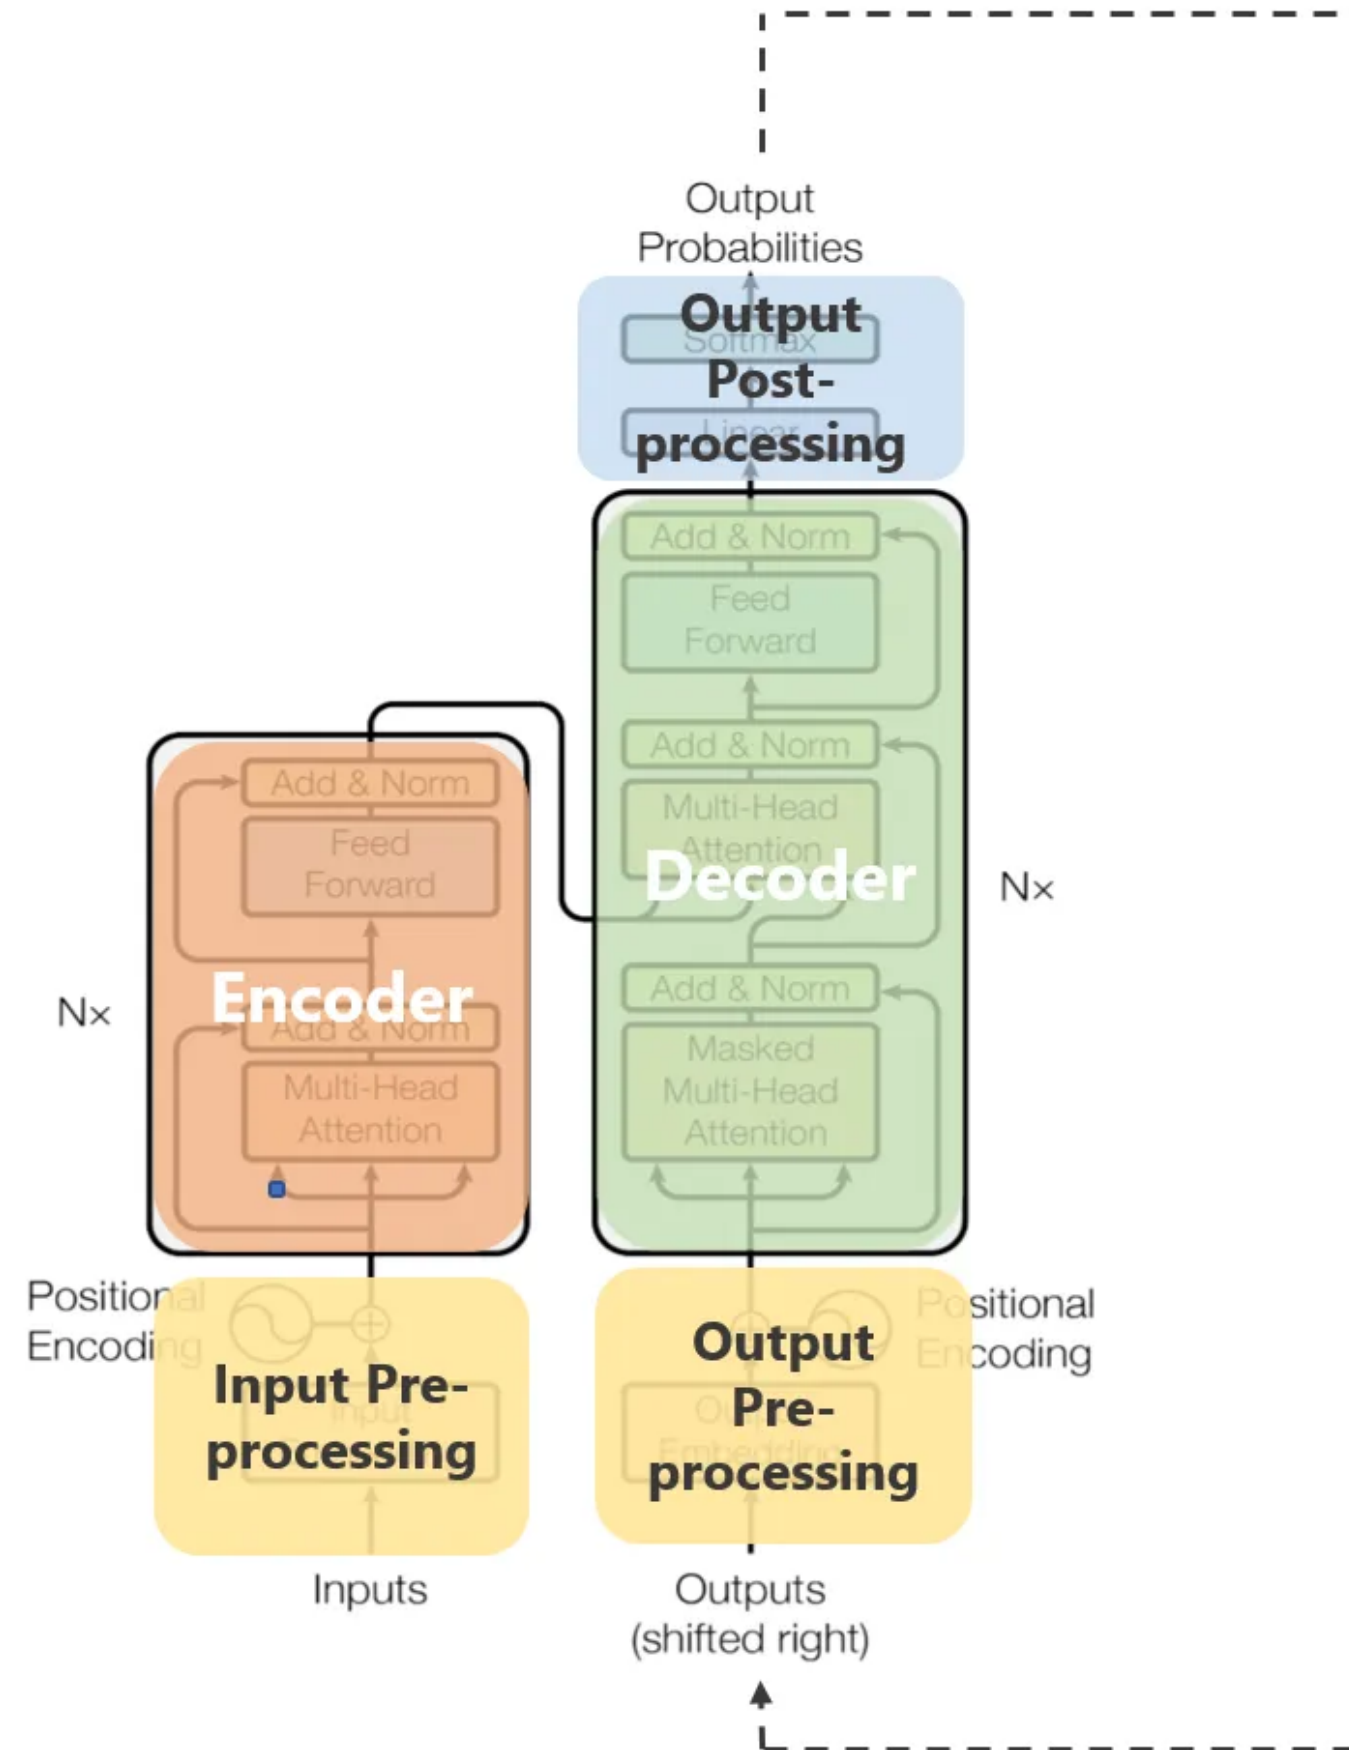 Output
Probabilities
Output
Softmax
Post-
Linear
processing
Add & Norm
Feed
Forward
Add & Norm
Multi-Head
Attention
Decoder
Nx
Add & Norm
Masked
Multi-Head
Attention
Add & Norm
Feed
Forward
Encoder
Nx
Add & Norm
Multi-Head
Attention
Positional
Encoding
Input Pre-
Input
processing
Output
Pre-
Embedding
processing
Positional
Encoding
Inputs
Outputs
(shifted right)